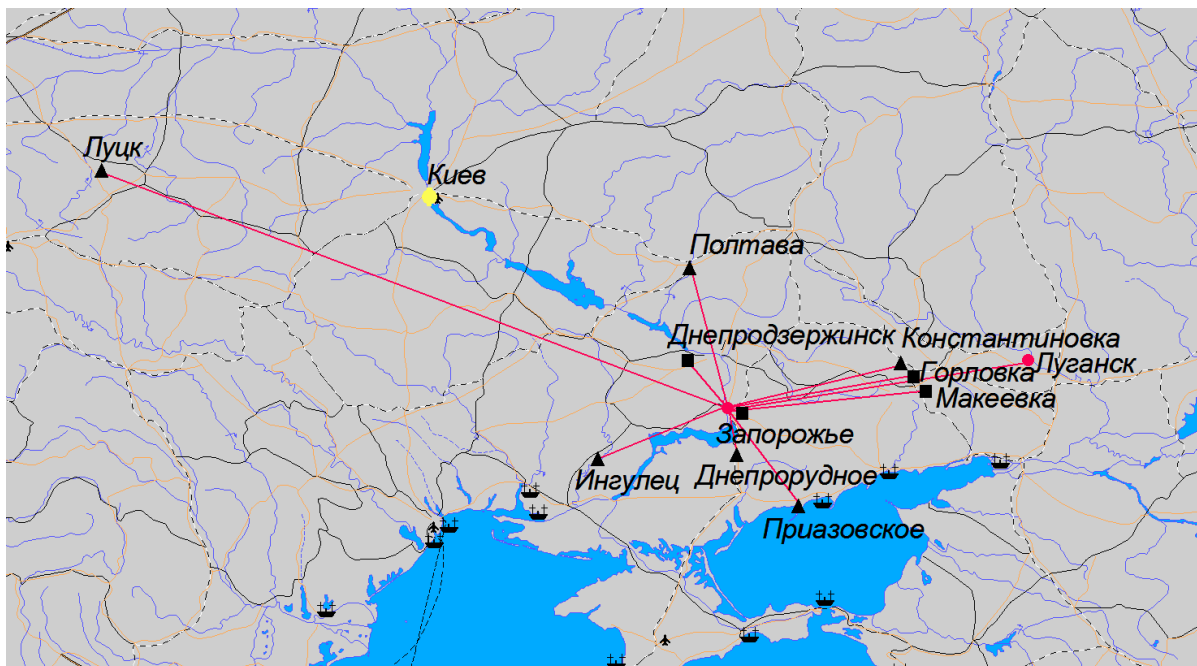 Луцк
Киев
Полтава
Днепродзержинск
Константиновка
Горловка
Луганск
Макеевка
Запорожье
Ингулец
Днепрорудное
Приазовское